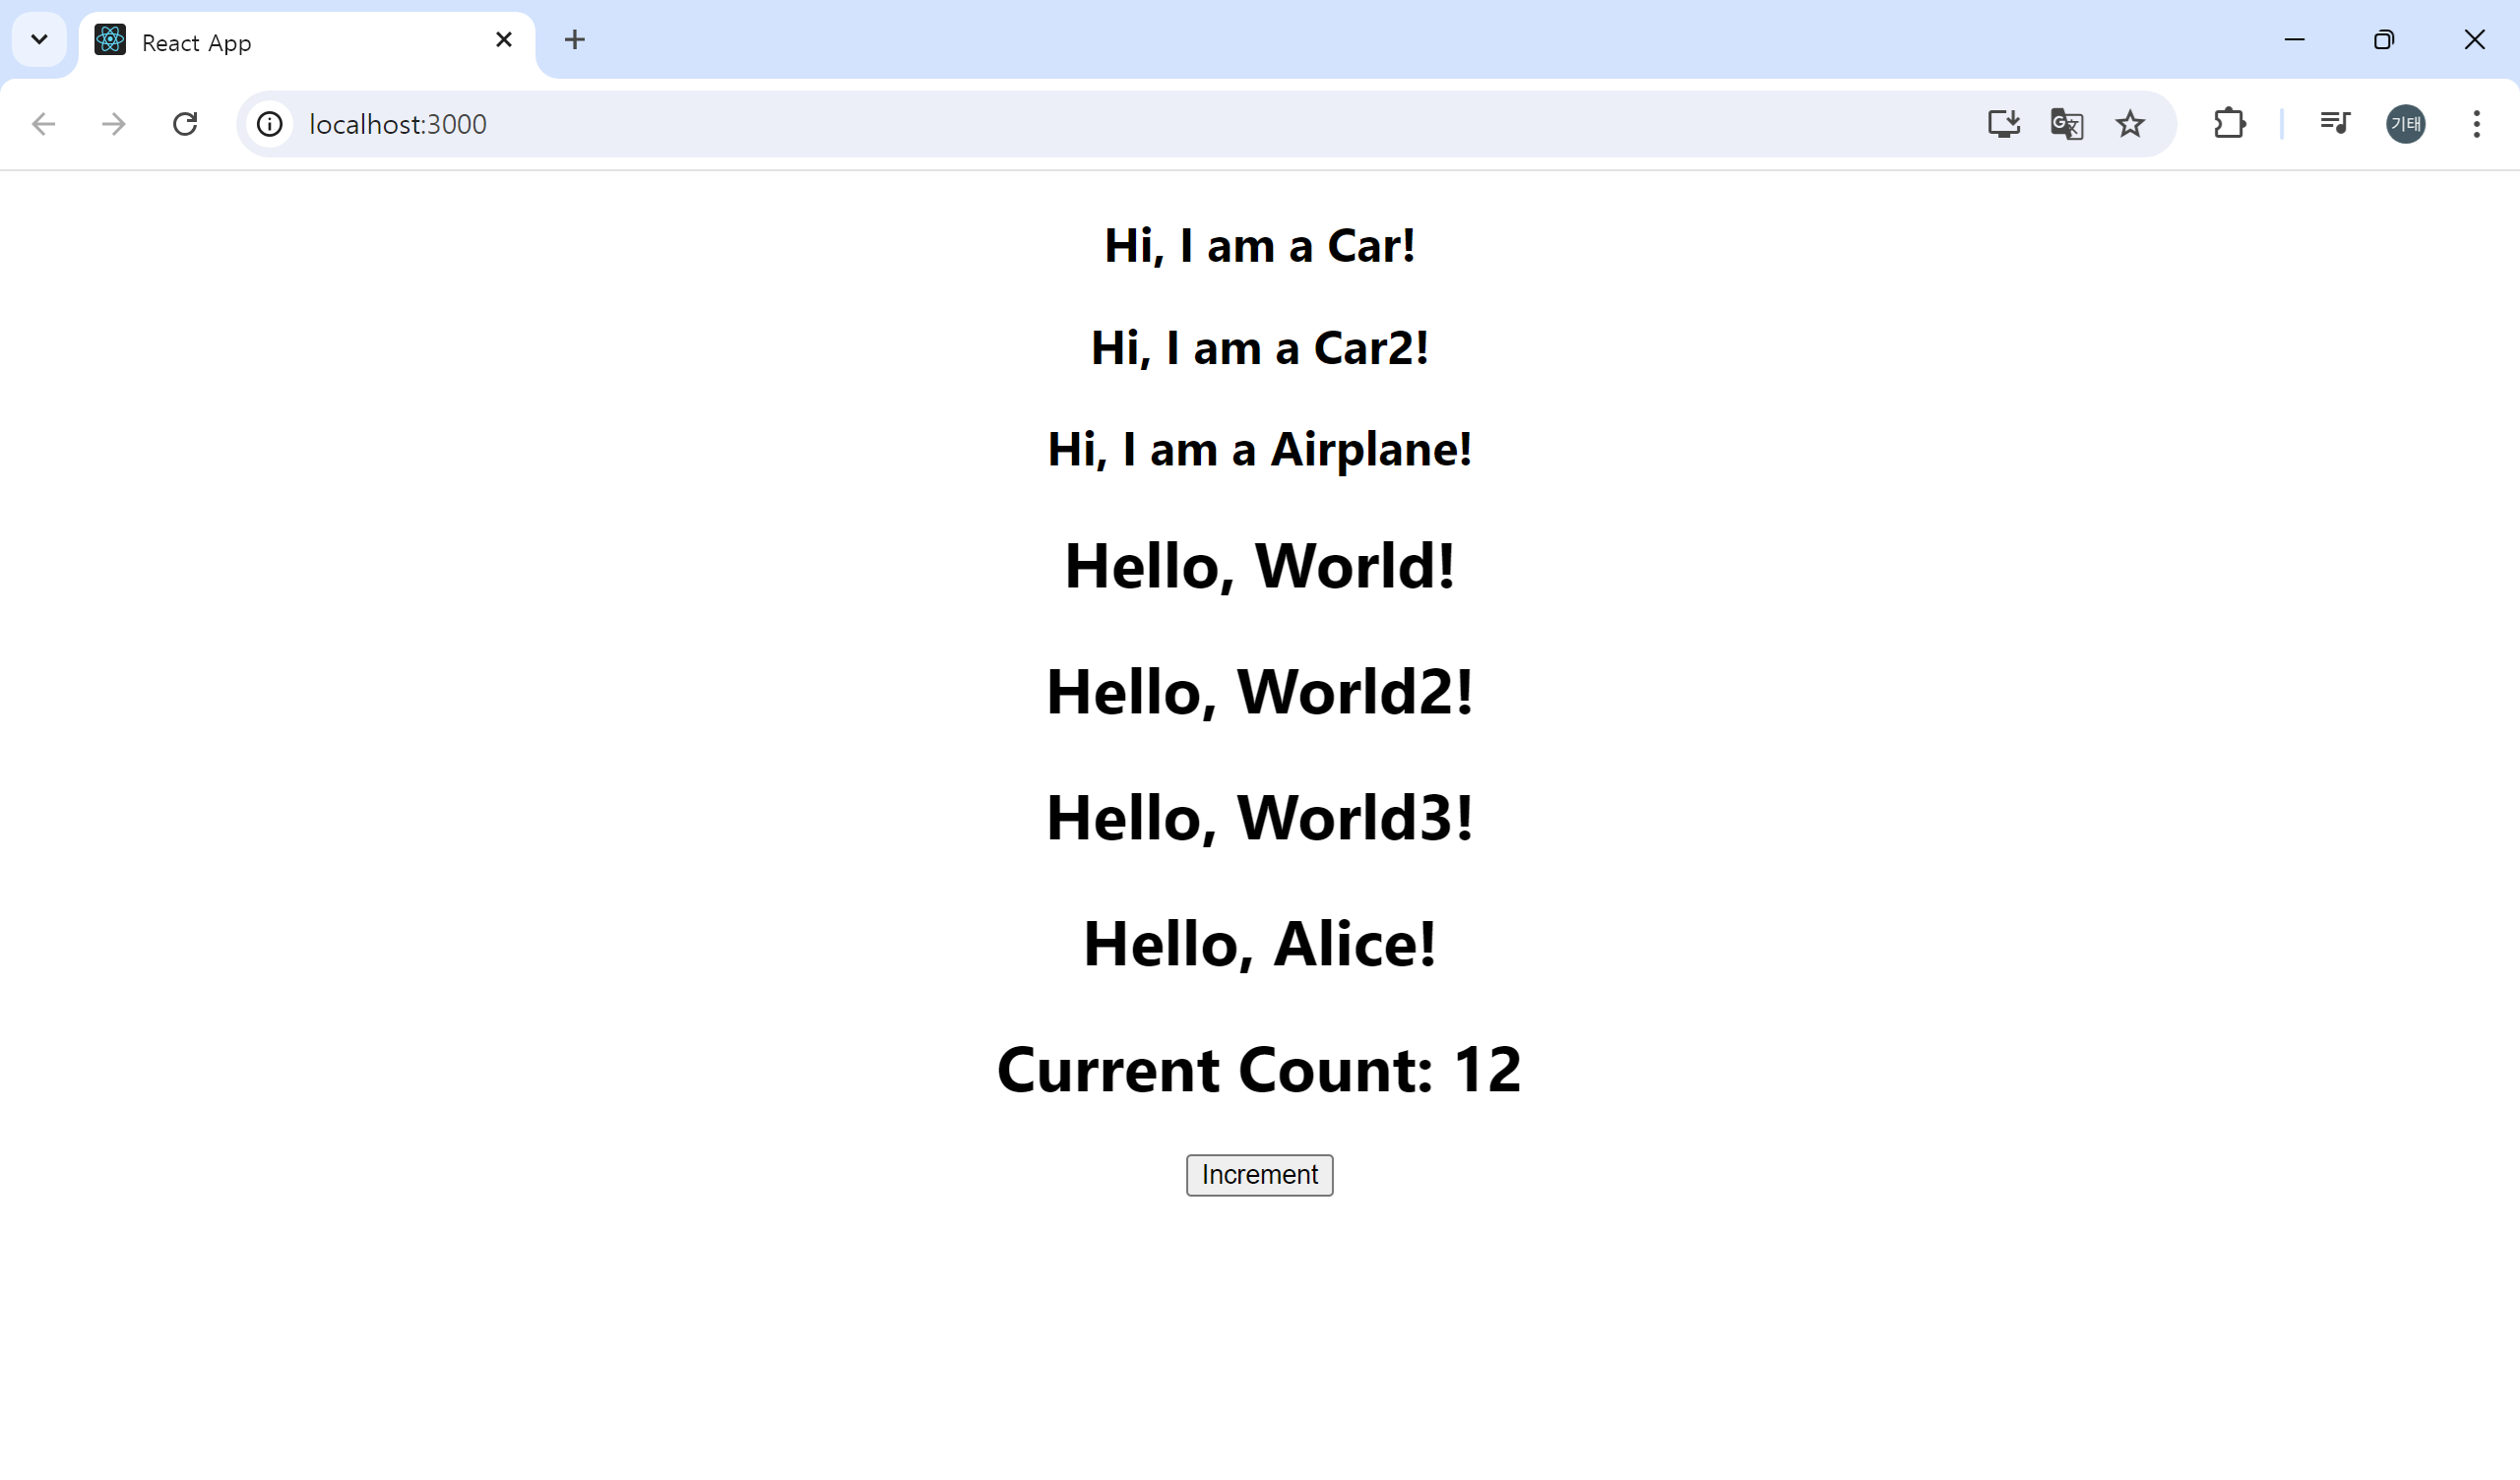 React App
localhost:3000
기태
Hi, I am a Car!
Hi, I am a Car2!
Hi, I am a Airplane!
Hello, World!
Hello, World2!
Hello, World3!
Hello, Alice!
Current Count: 12
Increment